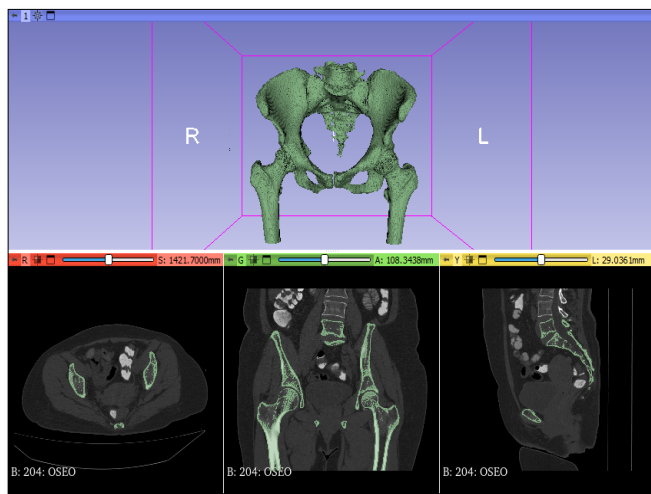 1
R
L
R
S: 1421.7000mm
G
A: 108.3438mm
Y
L: 29.0361mm
B: 204: OSEO
B: 204: OSEO
B: 204: OSEO